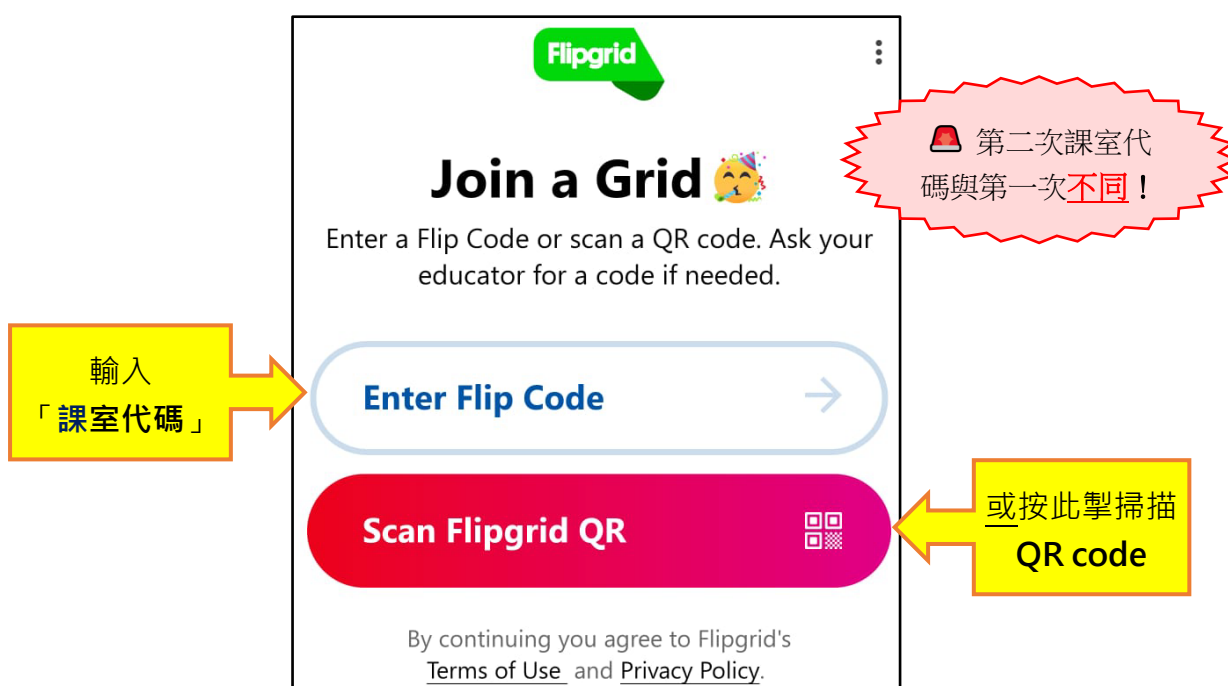 Flipgrid
🚨 第二次課室代
碼與第一次不同！
Join a Grid🥳
Enter a Flip Code or scan a QR code. Ask your
educator for a code if needed.
輸入
「課室代碼」
Enter Flip Code
Scan Flipgrid QR
或按此掣掃描
QR code
By continuing you agree to Flipgrid's
Terms of Use and Privacy Policy.